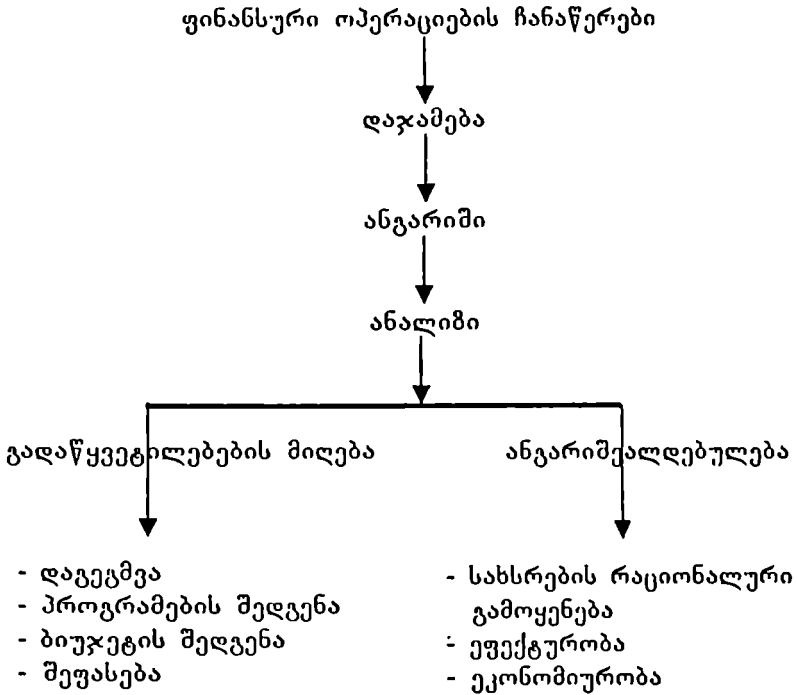 ფინანსური ოპერაციების ჩანაწერები
დაჯამება
ანგარიში
ანალიზი
გადაწყვეტილებების მიღება
ანგარიშვალდებულება
- დაგეგმვა
- პროგრამების შედგენა
- ბიუჯეტის შედგენა
- შეფასება
- სახსრების რაციონალური
გამოყენება
- ეფექტურობა
- ეკონომიურობა